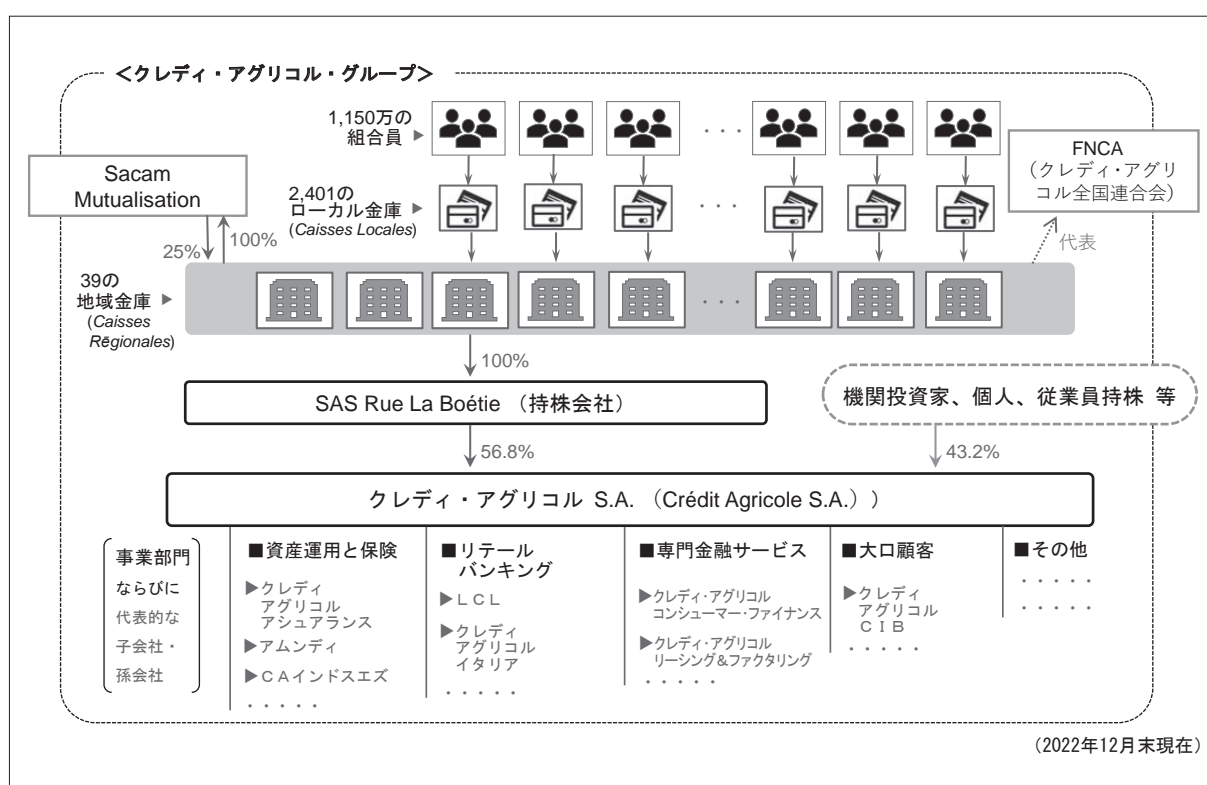 <クレディ・アグリコル・グループ>
1,150万の
組合員 ▶
・・・
Sacam
Mutualisation
FNCA
(クレディ・アグリ
コル全国連合会)
2,401の
ローカル金庫 ▶
(Caisses Locales)
・・・
25%
100%
代表
39の
地域金庫 ▶
(Caisses
Régionales)
・・・
100%
SAS Rue La Boétie (持株会社)
機関投資家、個人、従業員持株 等
56.8%
43.2%
クレディ・アグリコル S.A. (Crédit Agricole S.A.))
事業部門
ならびに
代表的な
子会社・
孫会社
■資産運用と保険
▶クレディ
アグリコル
アシュアランス
▶アムンディ
▶CAインドスエズ
・・・・・
■リテール
バンキング
▶LCL
▶クレディ
アグリコル
イタリア
・・・・・
■専門金融サービス
▶クレディ・アグリコル
コンシューマー・ファイナンス
▶クレディ・アグリコル
リーシング&ファクタリング
・・・・・
■大口顧客
▶クレディ
アグリコル
CIB
・・・・・
■その他
・・・・・
・・・・・
(2022年12月末現在)